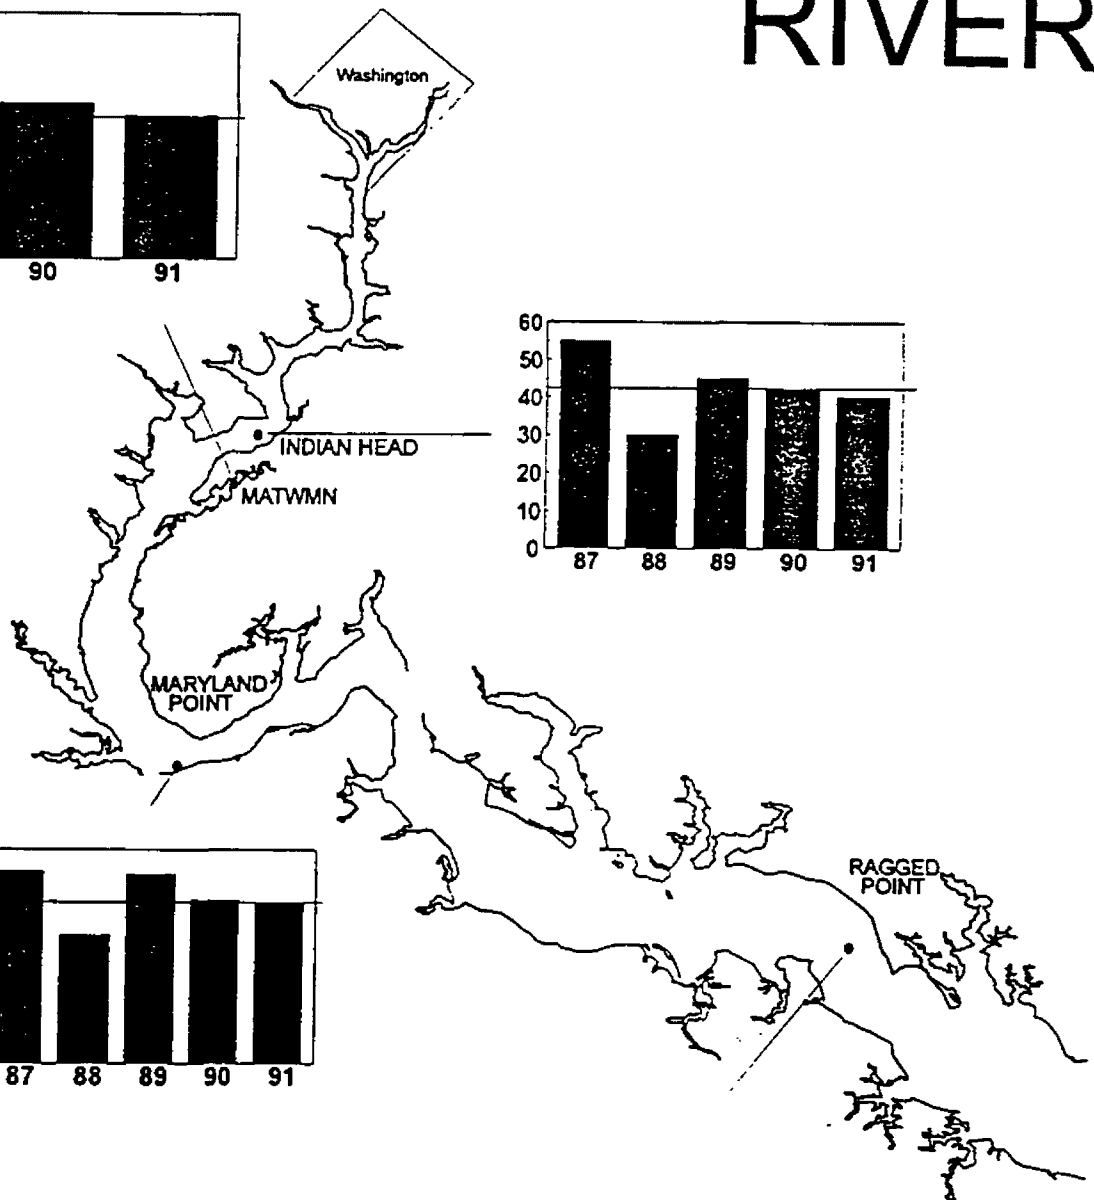 RIVER
Washington
90 91
60
50
40
30
20
10
0
87 88 89 90 91
INDIAN HEAD
MATWMN
MARYLAND
POINT
RAGGED
POINT
87 88 89 90 91